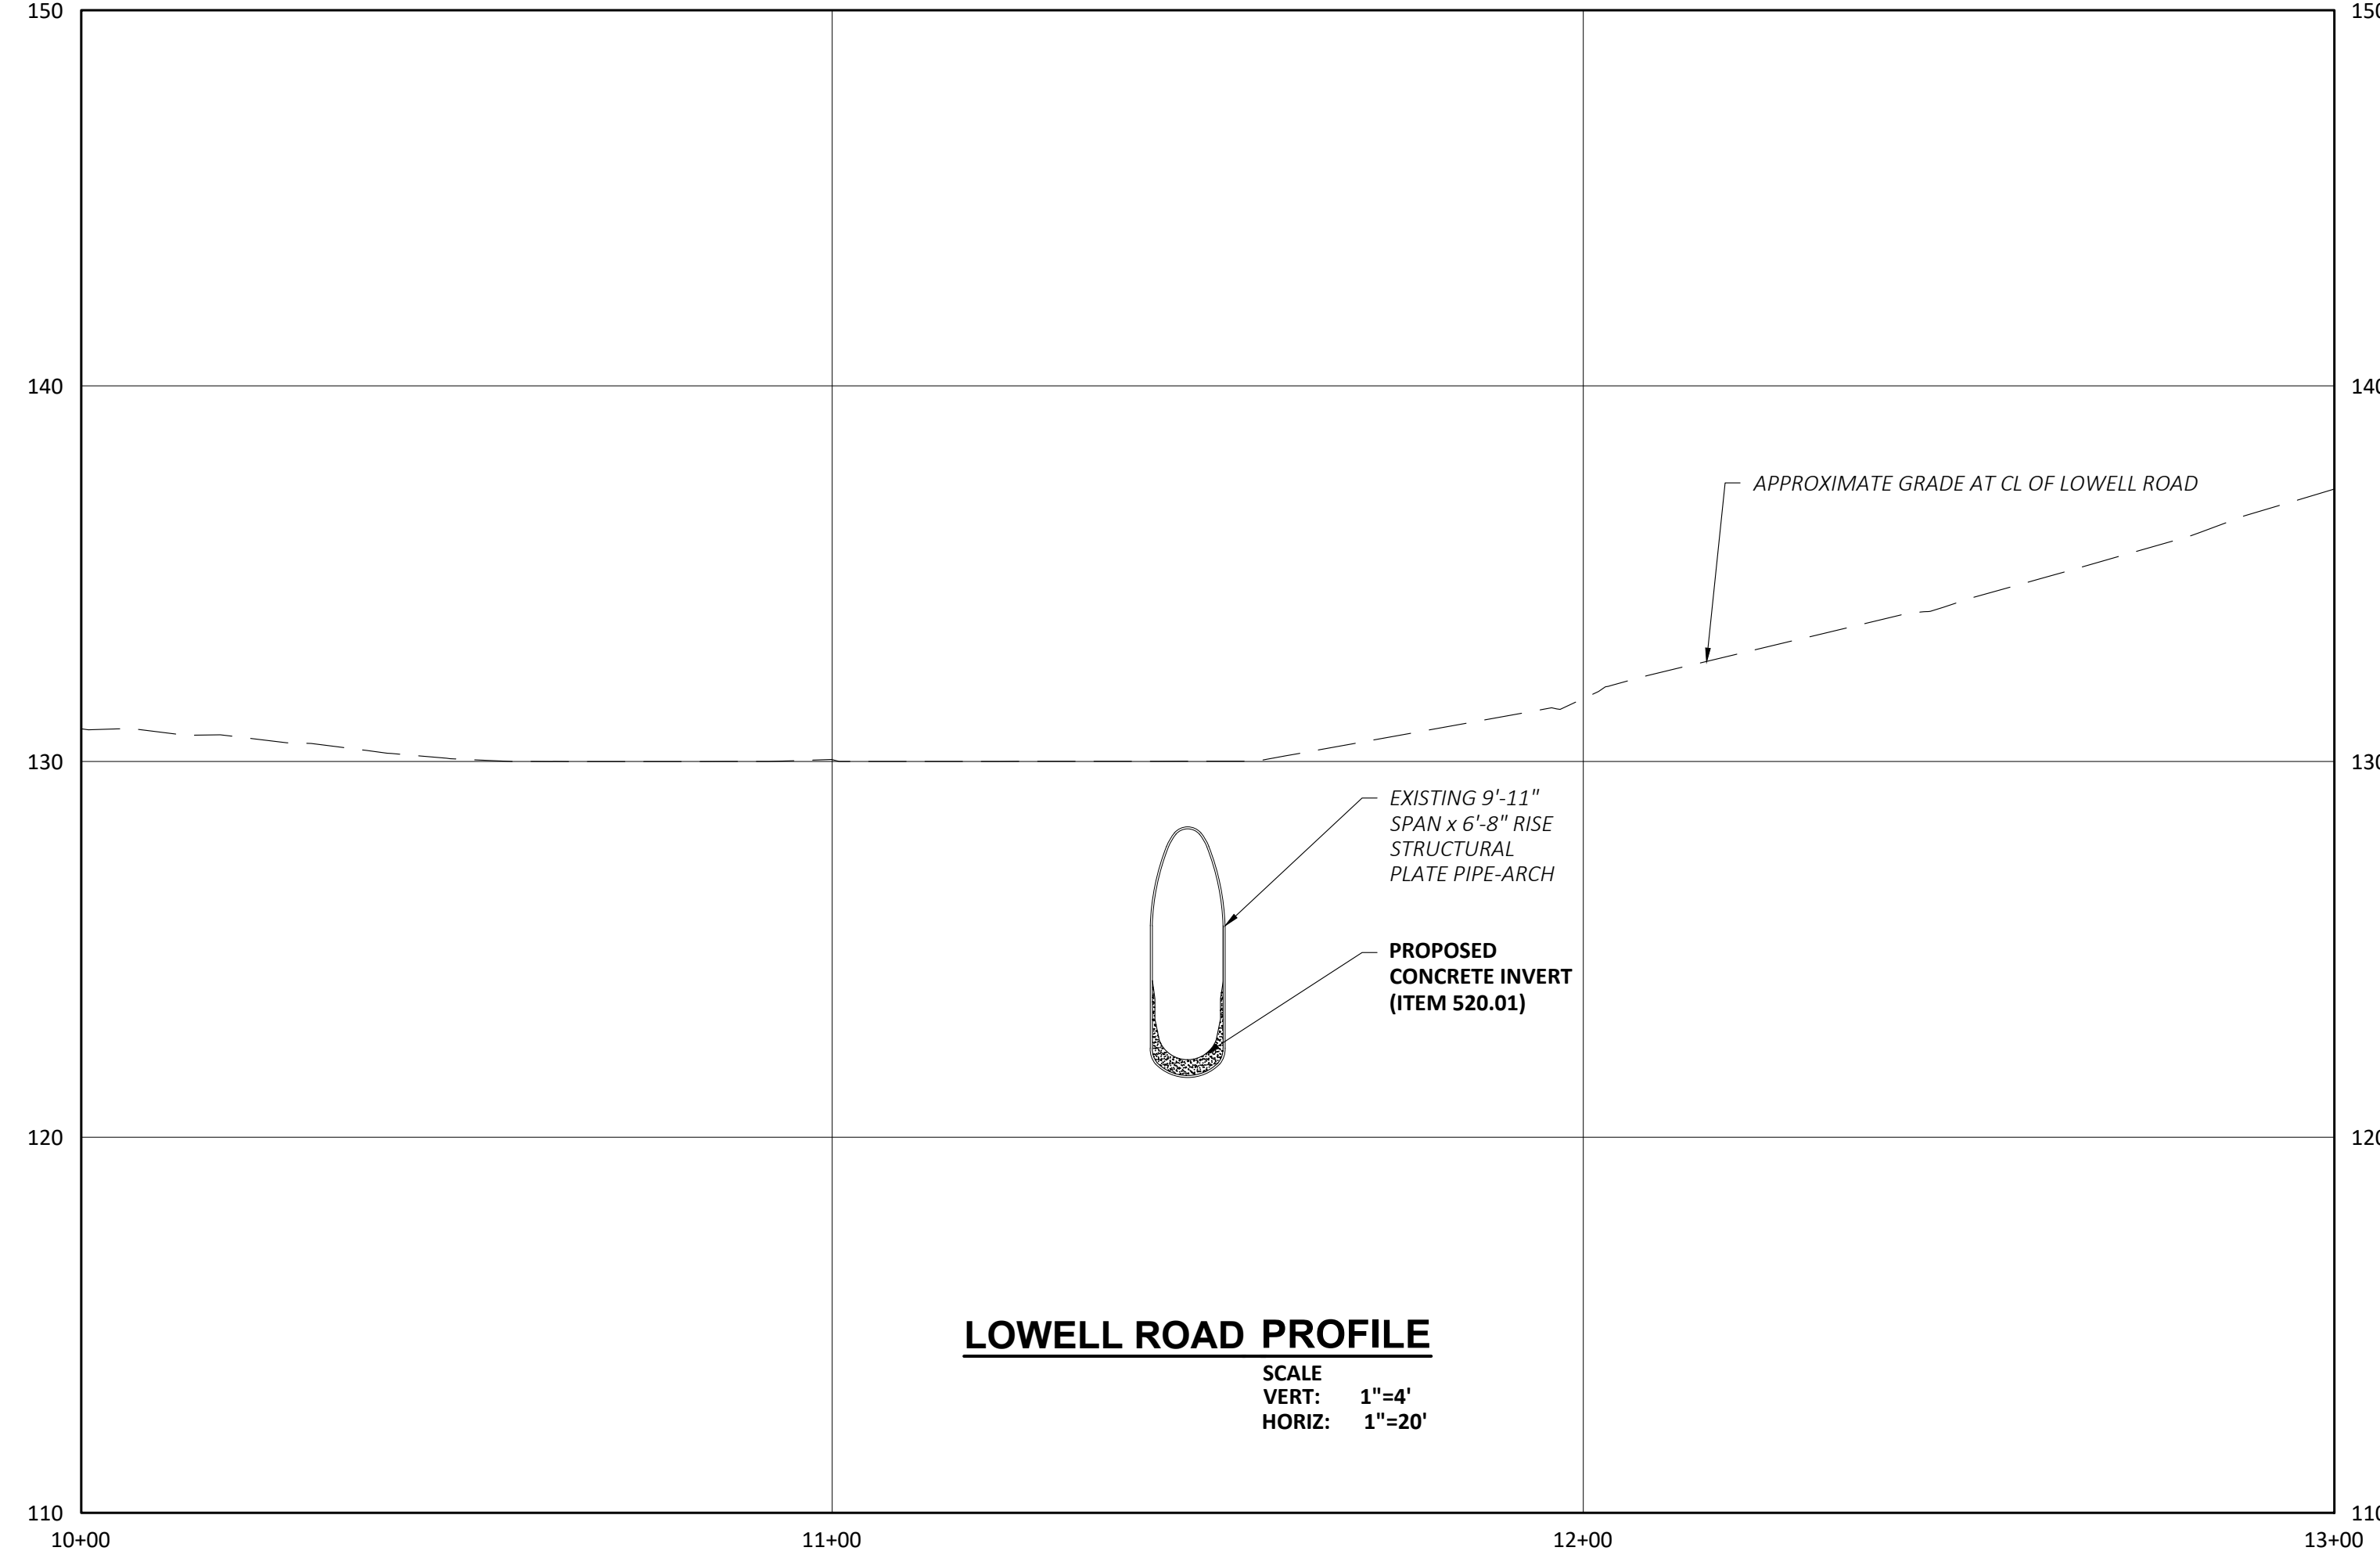 150 150
140 140
APPROXIMATE GRADE AT CL OF LOWELL ROAD
130 130
EXISTING 9'-11"
SPAN x 6'-8" RISE
STRUCTURAL
PLATE PIPE-ARCH
PROPOSED
CONCRETE INVERT
(ITEM 520.01)
120 120
LOWELL ROAD PROFILE
SCALE
VERT: 1"=4'
HORIZ: 1"=20'
110 110
10+00 11+00 12+00 13+00